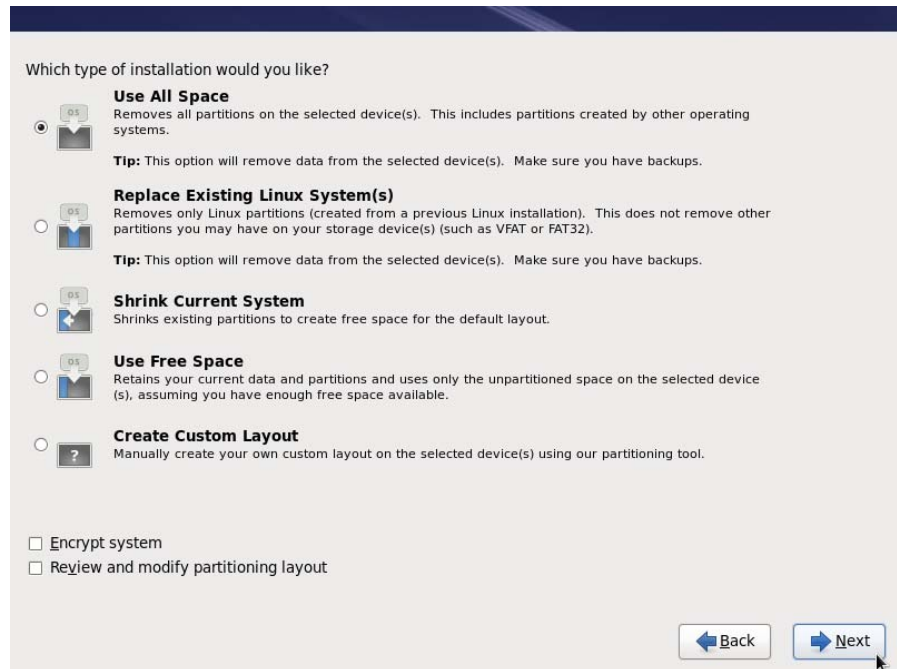 Which type of installation would you like?
OS
Use All Space
Removes all partitions on the selected device(s). This includes partitions created by other operating
systems.
Tip: This option will remove data from the selected device(s). Make sure you have backups.
OS
Replace Existing Linux System(s)
Removes only Linux partitions (created from a previous Linux installation). This does not remove other
partitions you may have on your storage device(s) (such as VFAT or FAT32).
Tip: This option will remove data from the selected device(s). Make sure you have backups.
OS
Shrink Current System
Shrinks existing partitions to create free space for the default layout.
OS
Use Free Space
Retains your current data and partitions and uses only the unpartitioned space on the selected device
(s), assuming you have enough free space available.
?
Create Custom Layout
Manually create your own custom layout on the selected device(s) using our partitioning tool.
Encrypt system
Review and modify partitioning layout
Back
Next